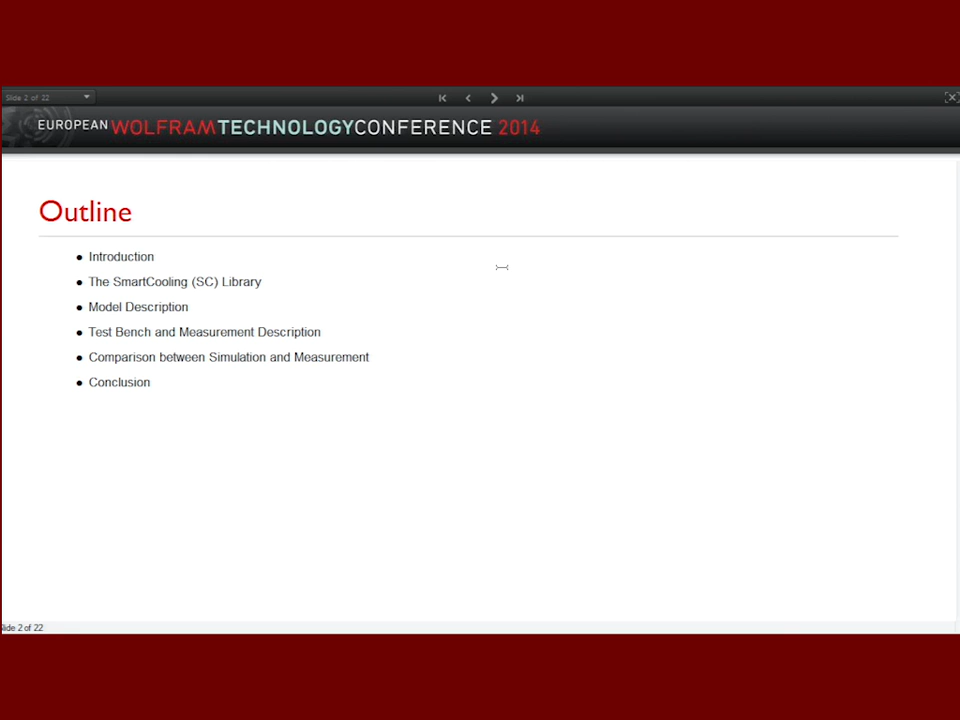 Slide 2 of 22
EUROPEAN WOLFRAMTECHNOLOGYCONFERENCE 2014
Outline
Introduction
The SmartCooling (SC) Library
Model Description
Test Bench and Measurement Description
Comparison between Simulation and Measurement
Conclusion
Slide 2 of 22